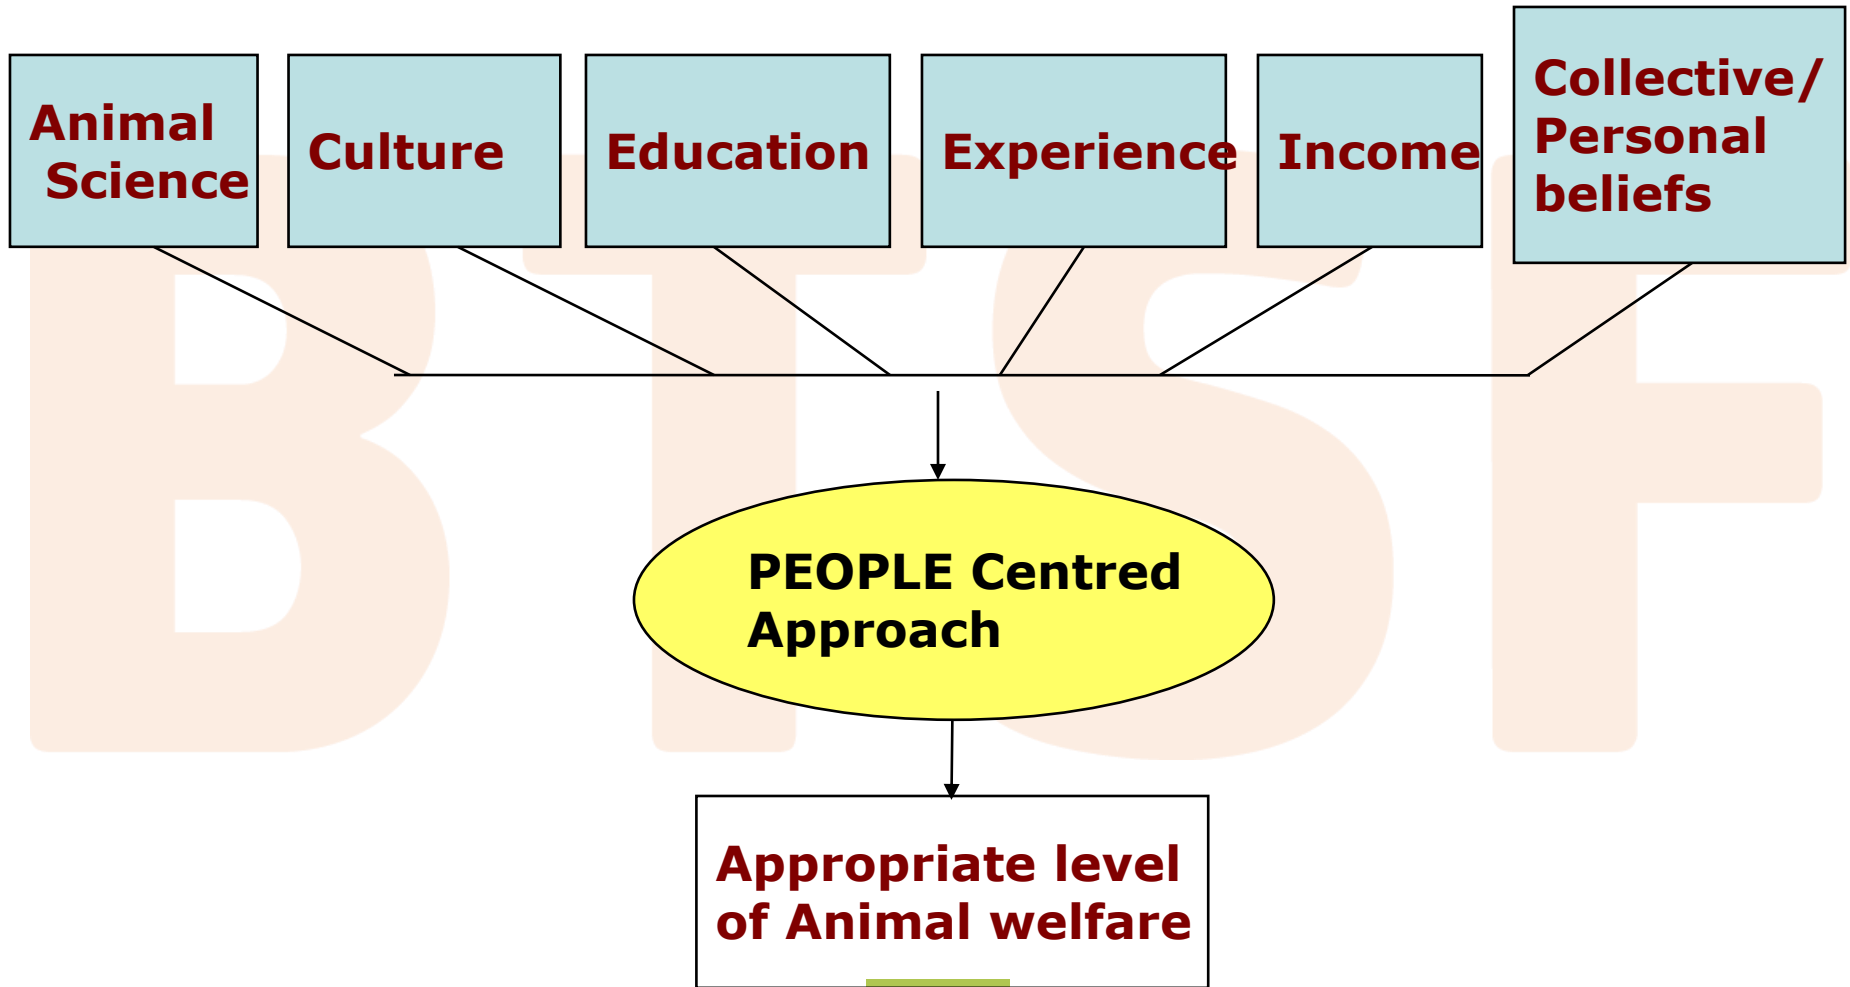 Animal
Science
Culture
Education
Experience
Income
Collective/
Personal
beliefs
BTSF
PEOPLE Centred
Approach
Appropriate level
of Animal welfare